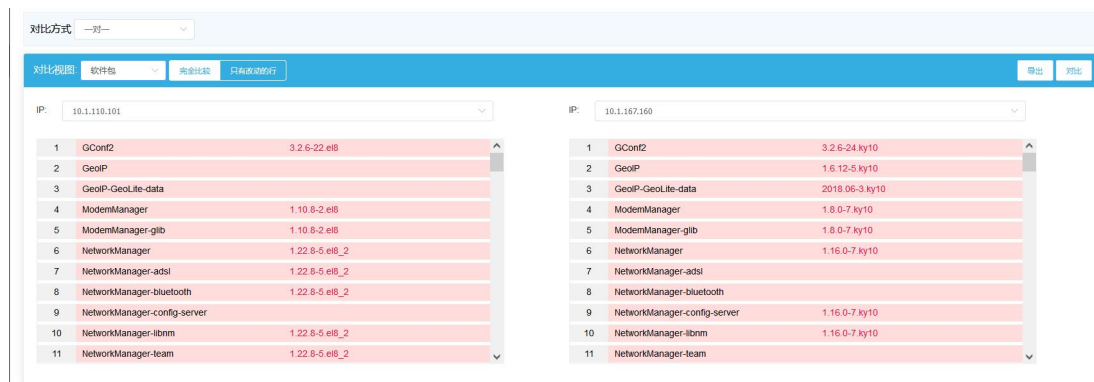 对比方式 一对一
对比视图: 软件包 完全比较 只有改动的行 导出 对比
IP: 10.1.110.101 IP: 10.1.167.160
1 GConf2 3.2.6-22.el8 1 GConf2 3.2.6-24.ky10
2 GeoIP 2 GeoIP 1.6.12-5.ky10
3 GeoIP-GeoLite-data 3 GeoIP-GeoLite-data 2018.06-3.ky10
4 ModemManager 1.10.8-2.el8 4 ModemManager 1.8.0-7.ky10
5 ModemManager-glib 1.10.8-2.el8 5 ModemManager-glib 1.8.0-7.ky10
6 NetworkManager 1.22.8-5.el8_2 6 NetworkManager 1.16.0-7.ky10
7 NetworkManager-adsl 1.22.8-5.el8_2 7 NetworkManager-adsl
8 NetworkManager-bluetooth 1.22.8-5.el8_2 8 NetworkManager-bluetooth
9 NetworkManager-config-server 9 NetworkManager-config-server 1.16.0-7.ky10
10 NetworkManager-libnm 1.22.8-5.el8_2 10 NetworkManager-libnm 1.16.0-7.ky10
11 NetworkManager-team 1.22.8-5.el8_2 11 NetworkManager-team